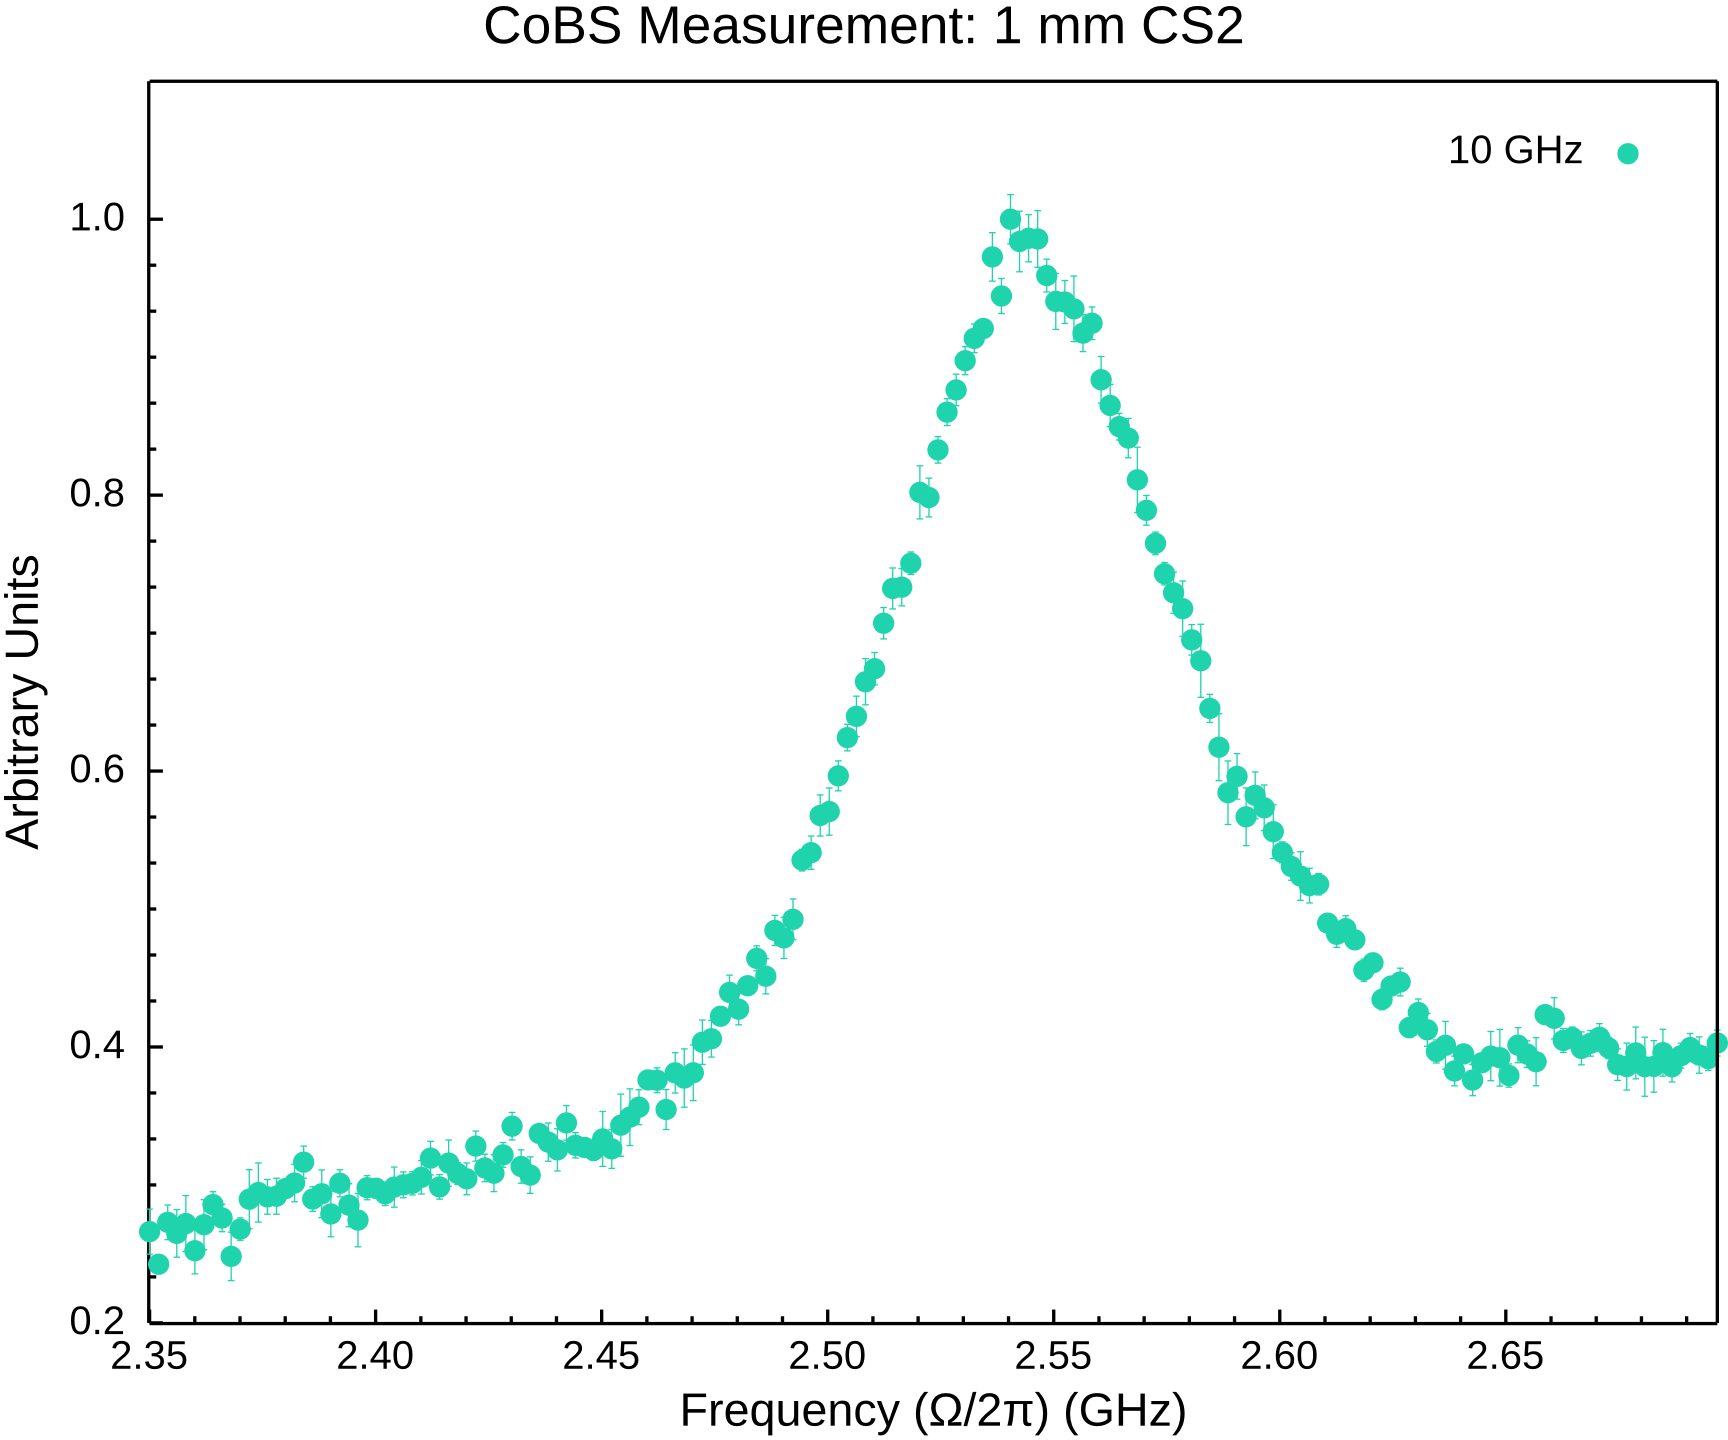 CoBS Measurement: 1 mm CS2
10 GHz
1.0
0.8
0.6
0.4
0.2
Arbitrary Units
2.35 2.40 2.45 2.50 2.55 2.60 2.65
Frequency (Ω/2π) (GHz)